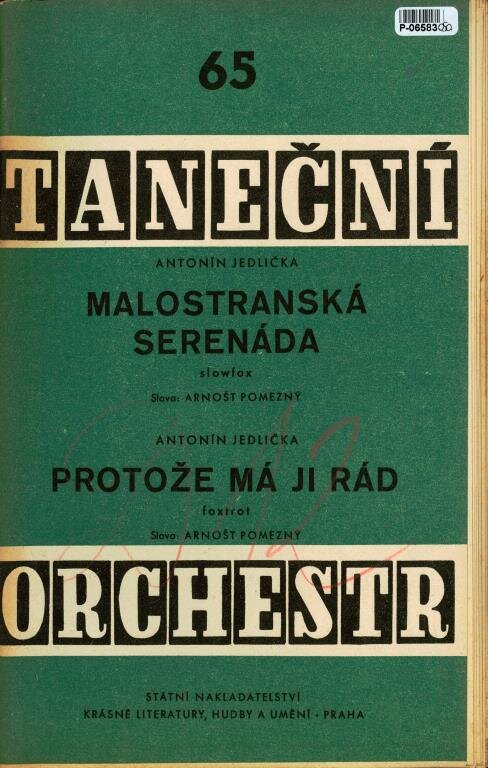 65
TANEČNÍ
ANTONÍN JEDLIČKA
MALOSTRANSKÁ
SERENÁDA
slowfox
Slova: ARNOŠT POMEZNÝ
ANTONÍN JEDLIČKA
PROTOŽE MÁ JI RÁD
foxtrot
Slova: ARNOŠT POMEZNÝ
ORCHESTR
STÁTNÍ NAKLADATELSTVÍ
KRÁSNÉ LITERATURY, HUDBY A UMĚNÍ · PRAHA